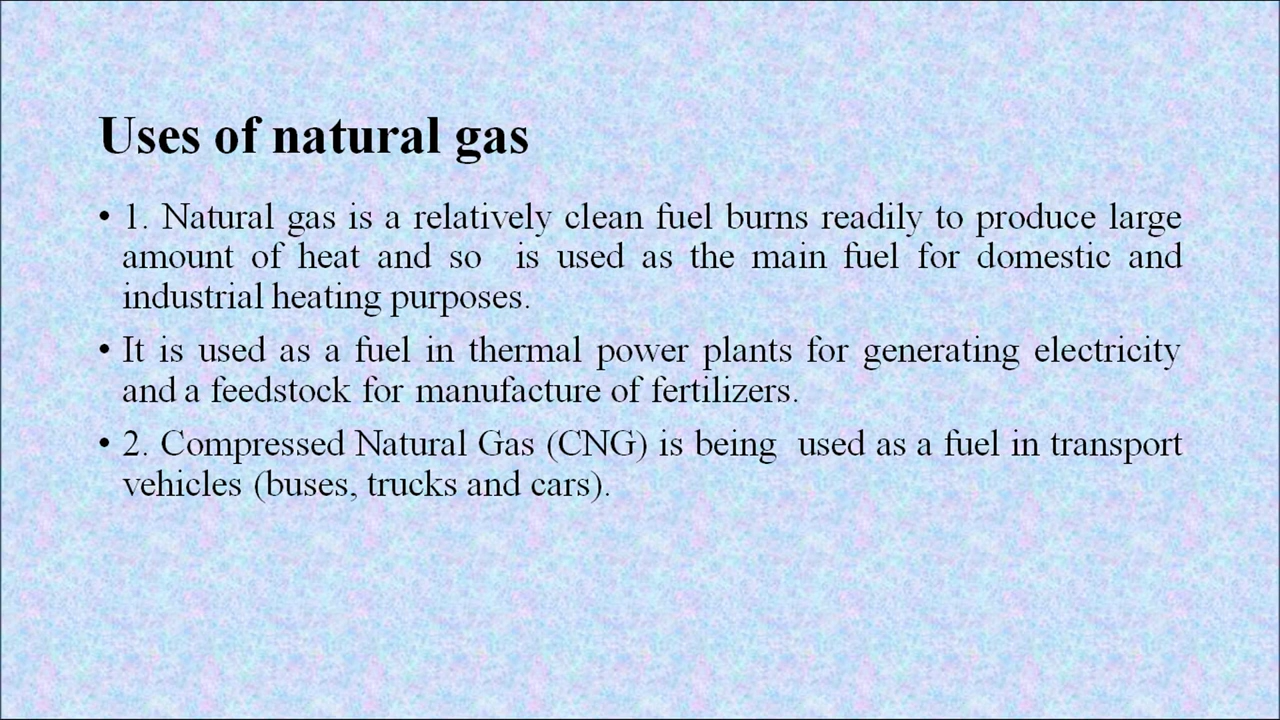 Uses of natural gas
• 1. Natural gas is a relatively clean fuel burns readily to produce large
amount of heat and so  is used as the main fuel for domestic and
industrial heating purposes.
• It is used as a fuel in thermal power plants for generating electricity
and a feedstock for manufacture of fertilizers.
• 2. Compressed Natural Gas (CNG) is being  used as a fuel in transport
vehicles (buses, trucks and cars).